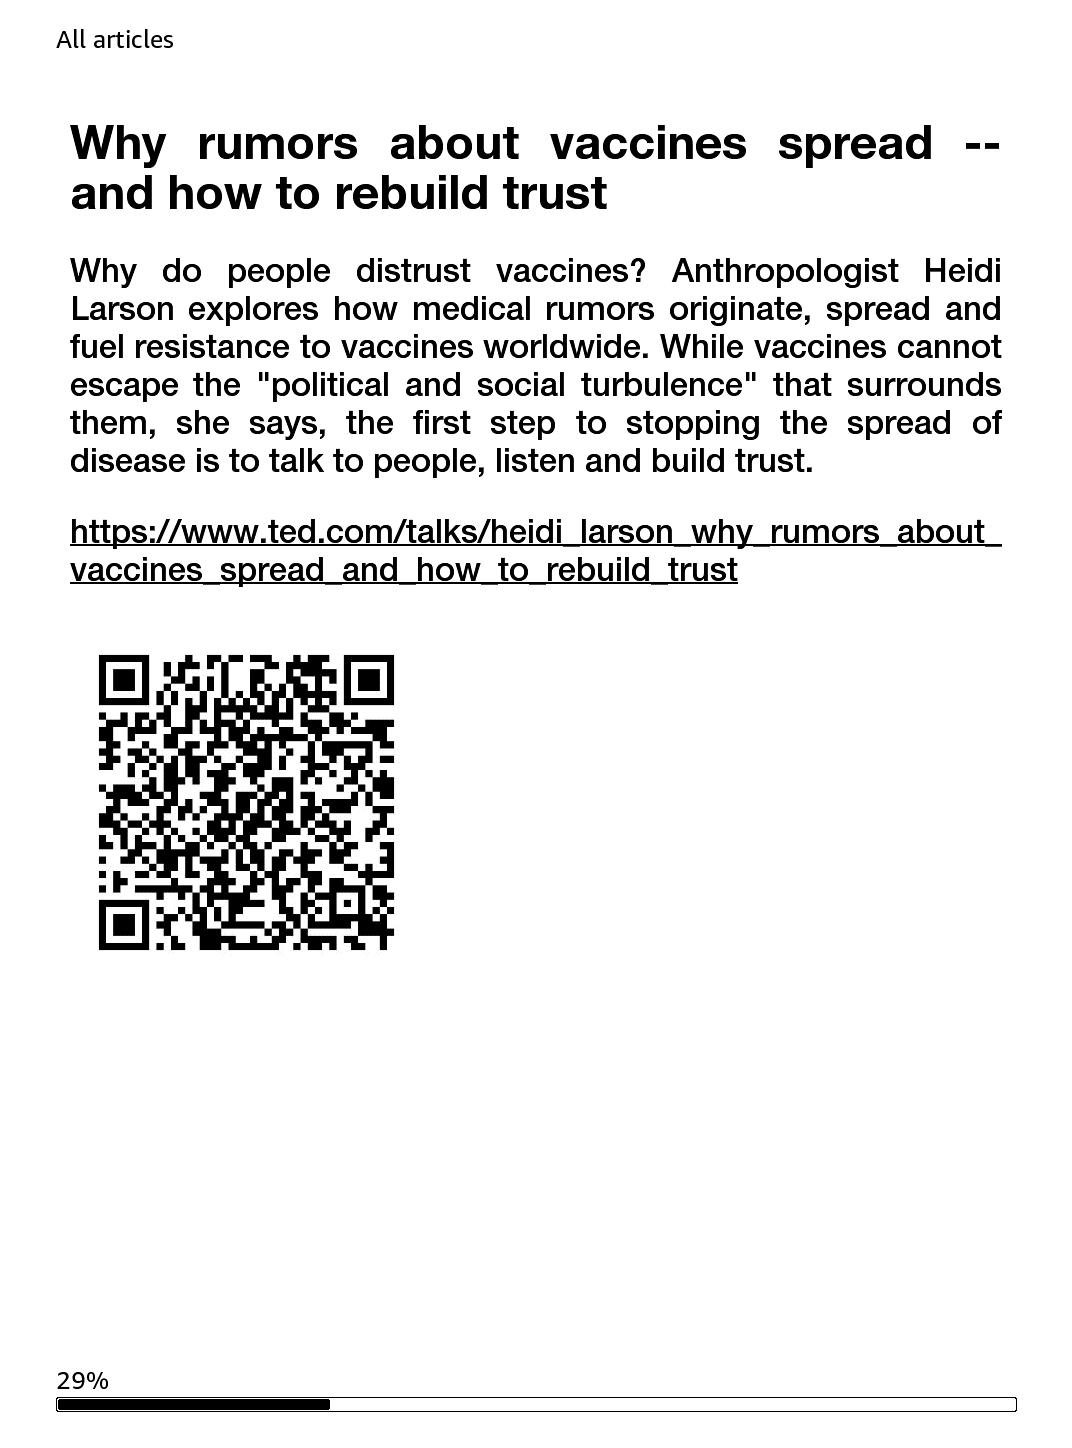 All articles
Why rumors about vaccines spread --
and how to rebuild trust
Why do people distrust vaccines? Anthropologist Heidi
Larson explores how medical rumors originate, spread and
fuel resistance to vaccines worldwide. While vaccines cannot
escape the "political and social turbulence" that surrounds
them, she says, the first step to stopping the spread of
disease is to talk to people, listen and build trust.
https://www.ted.com/talks/heidi_larson_why_rumors_about_
vaccines_spread_and_how_to_rebuild_trust
29%